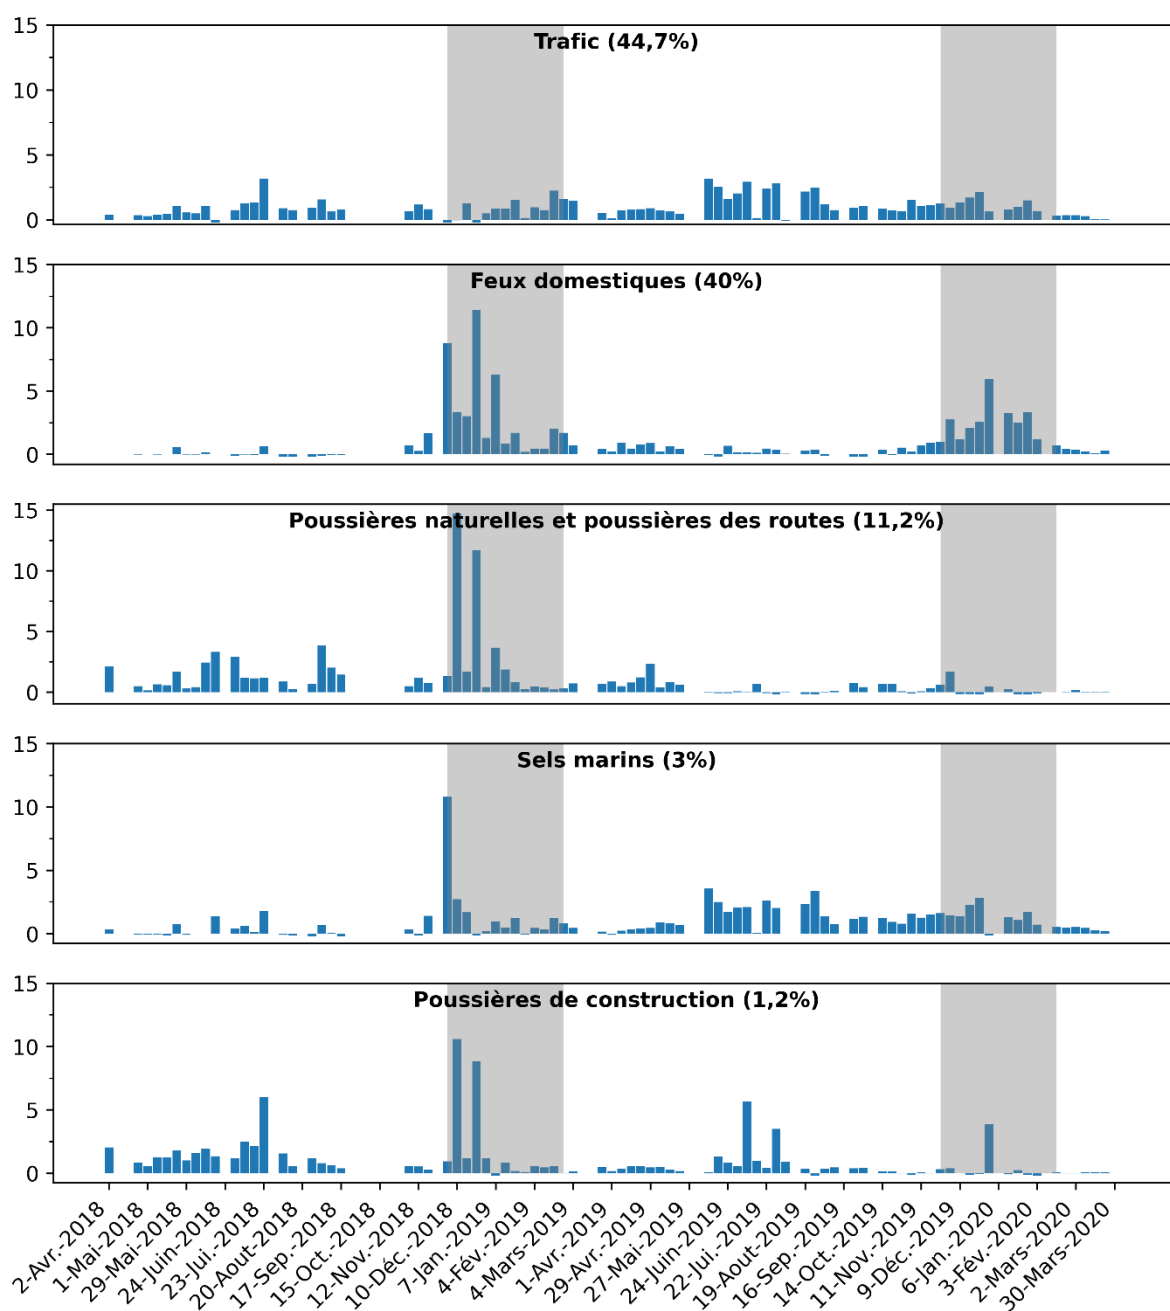 15
Trafic (44,7%)
10
5
0
15
Feux domestiques (40%)
10
5
0
15
Poussières naturelles et poussières des routes (11,2%)
10
5
0
15
Sels marins (3%)
10
5
0
15
Poussières de construction (1,2%)
10
5
0
2-Avr.-2018
1-Mai-2018
29-Mai-2018
24-Juin-2018
23-Jui.-2018
20-Aout-2018
17-Sep.-2018
15-Oct.-2018
12-Nov.-2018
10-Déc.-2018
7-Jan.-2019
4-Fév.-2019
4-Mars-2019
1-Avr.-2019
29-Avr.-2019
27-Mai-2019
24-Juin-2019
22-Jui.-2019
19-Aout-2019
16-Sep.-2019
14-Oct.-2019
11-Nov.-2019
9-Déc.-2019
6-Jan.-2020
3-Fév.-2020
2-Mars-2020
30-Mars-2020